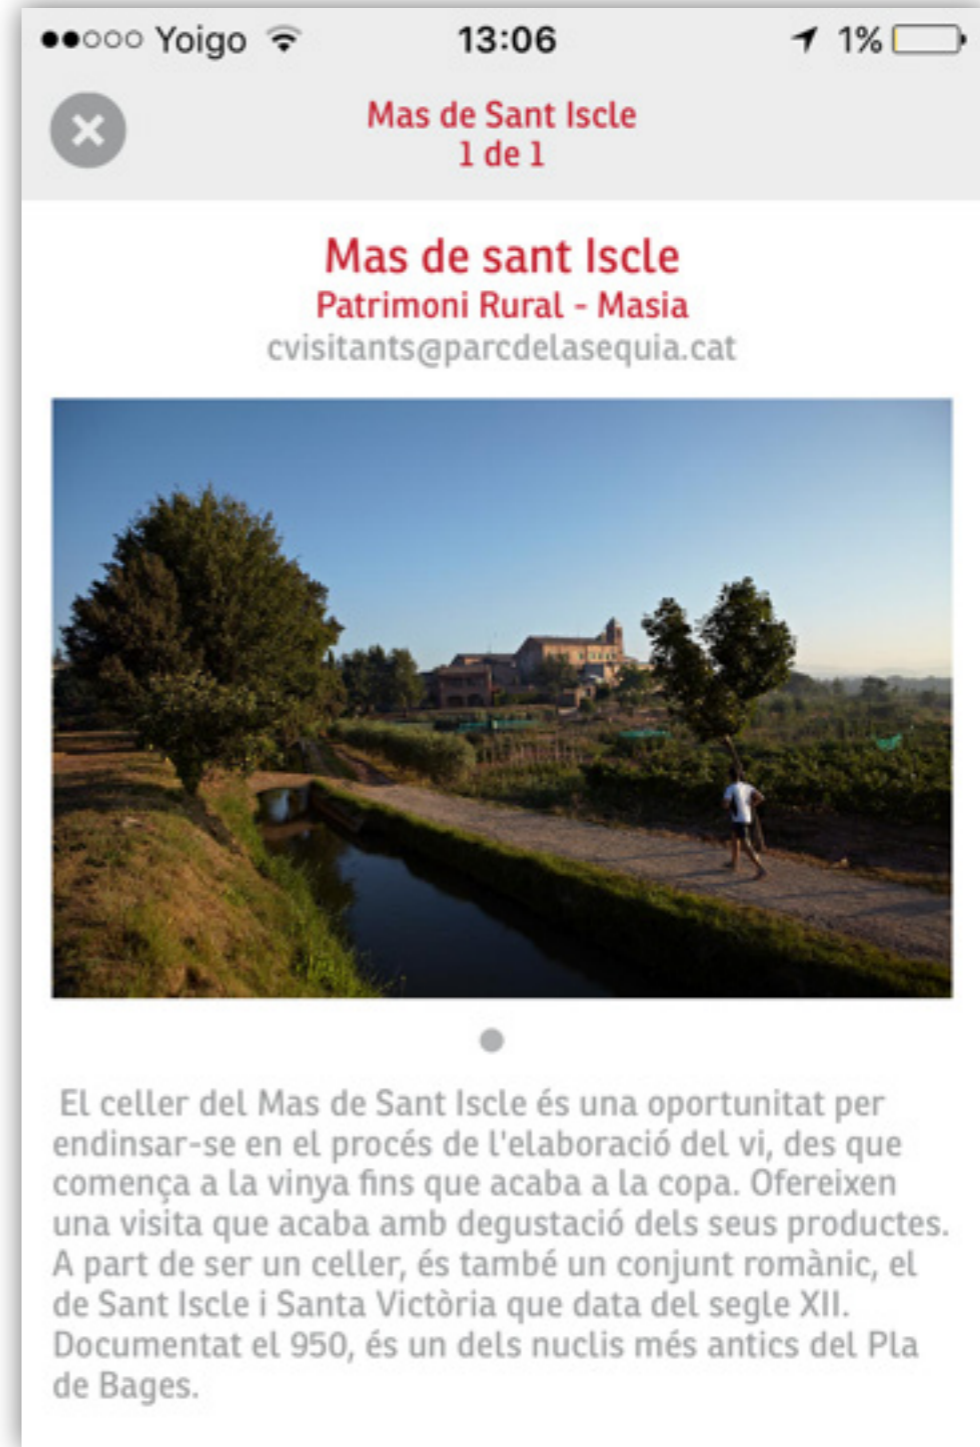 Yoigo 13:06 1%
Mas de Sant Iscle
1 de 1
Mas de sant Iscle
Patrimoni Rural - Masia
cvisitants@parcdelasequia.cat
El celler del Mas de Sant Iscle és una oportunitat per
endinsar-se en el procés de l'elaboració del vi, des que
comença a la vinya fins que acaba a la copa. Ofereixen
una visita que acaba amb degustació dels seus productes.
A part de ser un celler, és també un conjunt romànic, el
de Sant Iscle i Santa Victòria que data del segle XII.
Documentat el 950, és un dels nuclis més antics del Pla
de Bages.